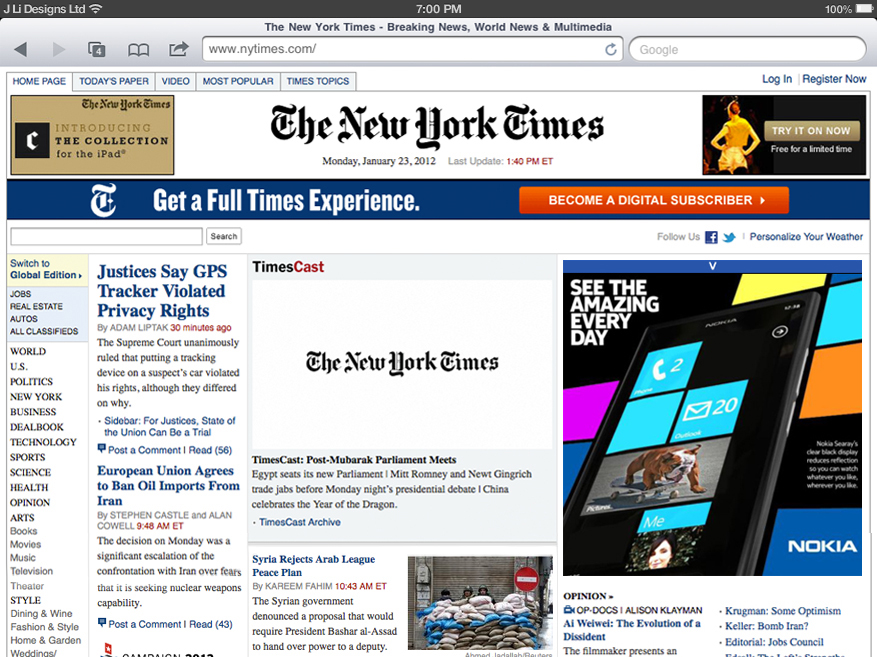 J Li Designs Ltd 7:00 PM 100%
The New York Times - Breaking News, World News & Multimedia
4 www.nytimes.com/ Google
HOME PAGE TODAY'S PAPER VIDEO MOST POPULAR TIMES TOPICS
Log In Register Now
The New York Times
INTRODUCING
THE COLLECTION
for the iPad®
The New York Times
Monday, January 23, 2012 Last Update: 1:40 PM ET
TRY IT ON NOW
Free for a limited time
Get a Full Times Experience.
BECOME A DIGITAL SUBSCRIBER
Search
Follow Us Personalize Your Weather
Switch to
Global Edition
JOBS
REAL ESTATE
AUTOS
ALL CLASSIFIEDS
WORLD
U.S.
POLITICS
NEW YORK
BUSINESS
DEALBOOK
TECHNOLOGY
SPORTS
SCIENCE
HEALTH
OPINION
ARTS
Books
Movies
Music
Television
Theater
STYLE
Dining & Wine
Fashion & Style
Home & Garden
Weddings/
Justices Say GPS
Tracker Violated
Privacy Rights
By ADAM LIPTAK 30 minutes ago
The Supreme Court unanimously
ruled that putting a tracking
device on a suspect's car violated
his rights, although they differed
on why.
• Sidebar: For Justices, State of
the Union Can Be a Trial
Post a Comment | Read (56)
European Union Agrees
to Ban Oil Imports From
Iran
By STEPHEN CASTLE and ALAN
COWELL 9:48 AM ET
The decision on Monday was a
significant escalation of the
confrontation with Iran over fears
that it is seeking nuclear weapons
capability.
Post a Comment | Read (43)
CAMPAIGN 2012
TimesCast
The New York Times
TimesCast: Post-Mubarak Parliament Meets
Egypt seats its new Parliament | Mitt Romney and Newt Gingrich
trade jabs before Monday night's presidential debate | China
celebrates the Year of the Dragon.
• TimesCast Archive
Syria Rejects Arab League
Peace Plan
By KAREEM FAHIM 10:43 AM ET
The Syrian government
denounced a proposal that would
require President Bashar al-Assad
to hand over power to a deputy.
Ahmed Jadallah/Reuters
V
SEE THE
AMAZING
EVERY
DAY
NOKIA
2
20
Outlook
Pictures
Me
Nokia Searay's
clear black display
reduces reflection
so you can watch
whatever you like,
wherever you like.
NOKIA
OPINION »
OP-DOCS | ALISON KLAYMAN
Ai Weiwei: The Evolution of a
Dissident
The filmmaker presents an
• Krugman: Some Optimism
• Keller: Bomb Iran?
• Editorial: Jobs Council